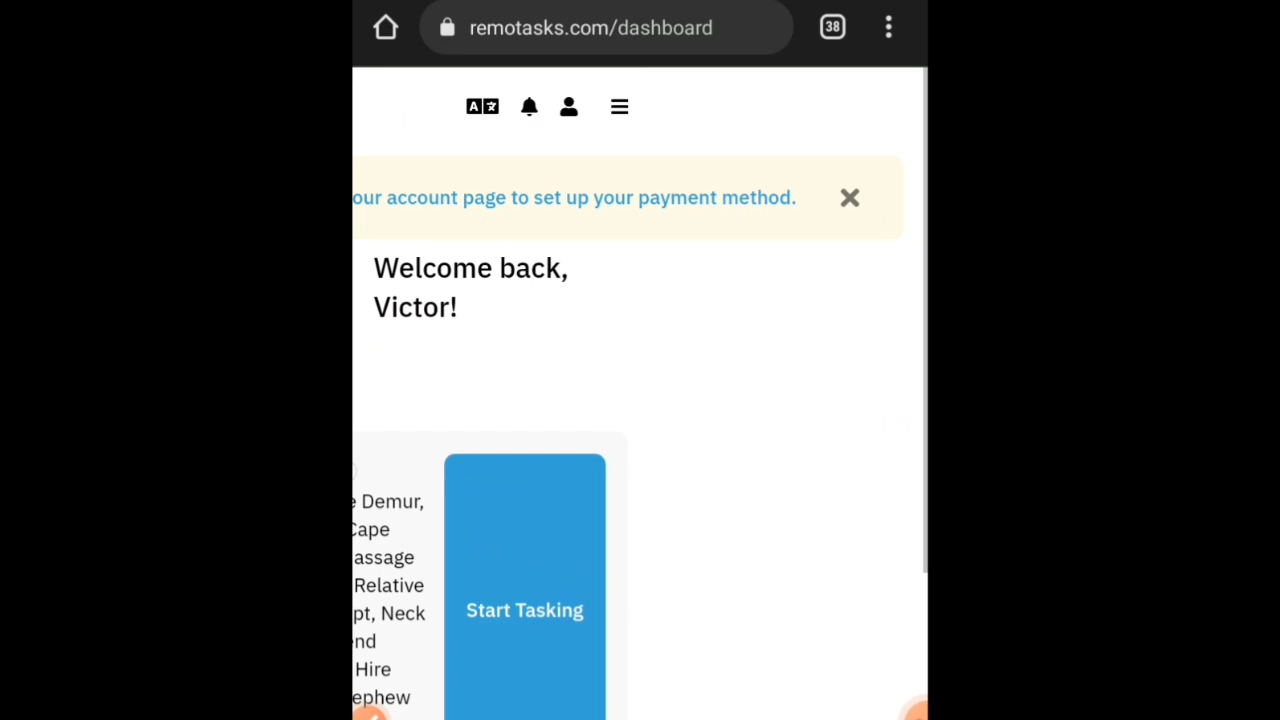 remotasks.com/dashboard
38
A
our account page to set up your payment method.
Welcome back,
Victor!
Demur,
Cape
assage
Relative
pt, Neck
nd
Hire
ephew
Start Tasking